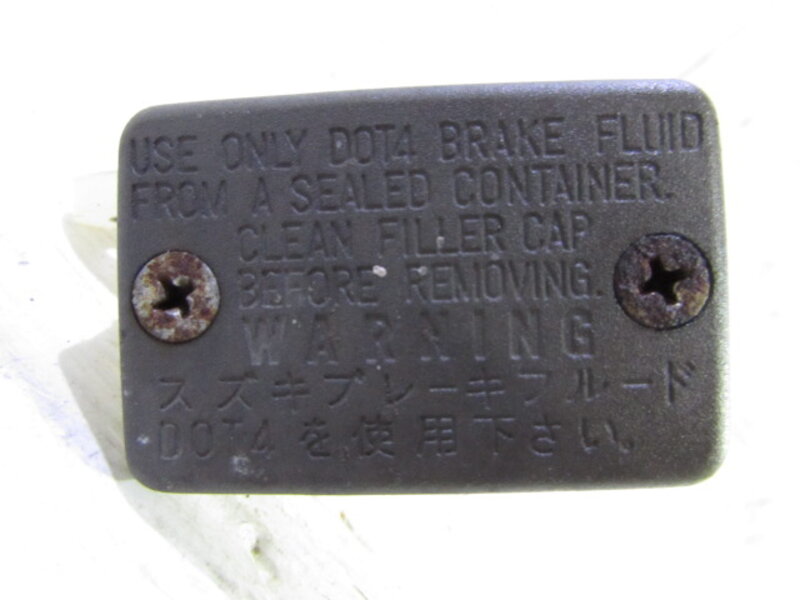 USE ONLY DOT4 BRAKE FLUID
FROM A SEALED CONTAINER.
CLEAN FILLER CAP
BEFORE REMOVING.
WARNING
スズキブレーキフルード
DOT4を使用下さい。